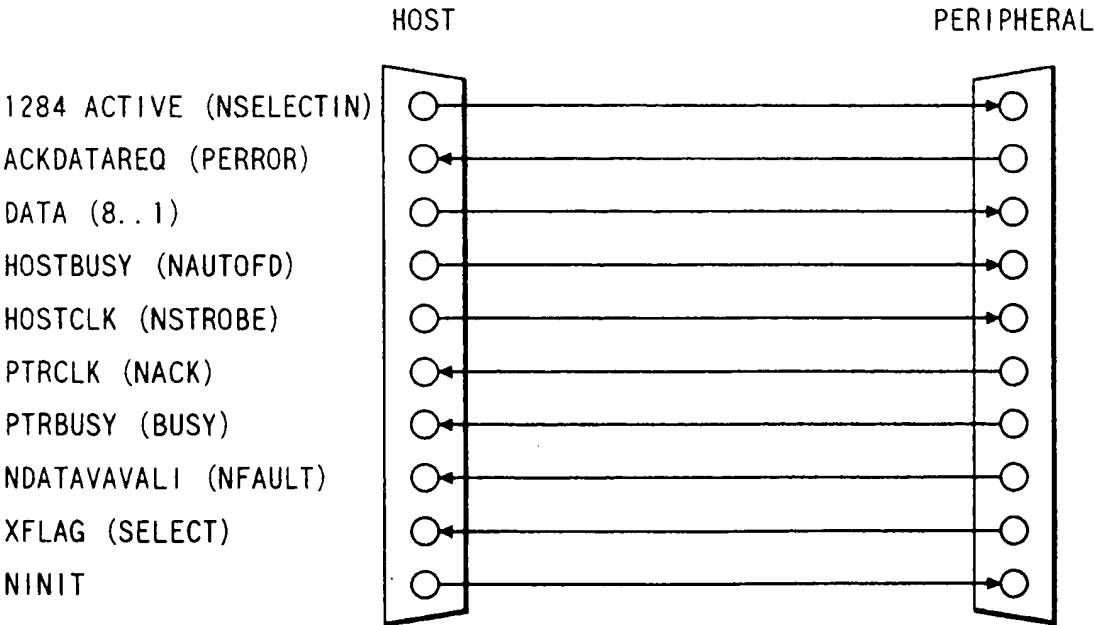 HOST PERIPHERAL
1284 ACTIVE (NSELECTIN)
ACKDATAREQ (PERROR)
DATA (8..1)
HOSTBUSY (NAUTOFD)
HOSTCLK (NSTROBE)
PTRCLK (NACK)
PTRBUSY (BUSY)
NDATAVAVALI (NFAULT)
XFLAG (SELECT)
NINIT